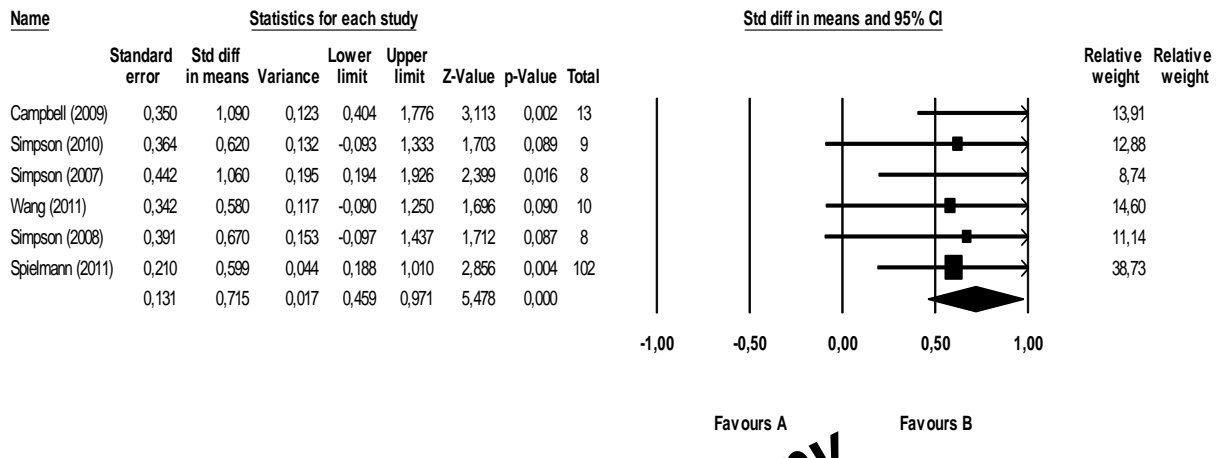 Name Statistics for each study Std diff in means and 95% CI
Standard Std diff Lower Upper Relative Relative
error in means Variance limit limit Z-Value p-Value Total weight weight
Campbell (2009) 0,350 1,090 0,123 0,404 1,776 3,113 0,002 13 13,91
Simpson (2010) 0,364 0,620 0,132 -0,093 1,333 1,703 0,089 9 12,88
Simpson (2007) 0,442 1,060 0,195 0,194 1,926 2,399 0,016 8 8,74
Wang (2011) 0,342 0,580 0,117 -0,090 1,250 1,696 0,090 10 14,60
Simpson (2008) 0,391 0,670 0,153 -0,097 1,437 1,712 0,087 8 11,14
Spielmann (2011) 0,210 0,599 0,044 0,188 1,010 2,856 0,004 102 38,73
0,131 0,715 0,017 0,459 0,971 5,478 0,000
-1,00 -0,50 0,00 0,50 1,00
Favours A Favours B